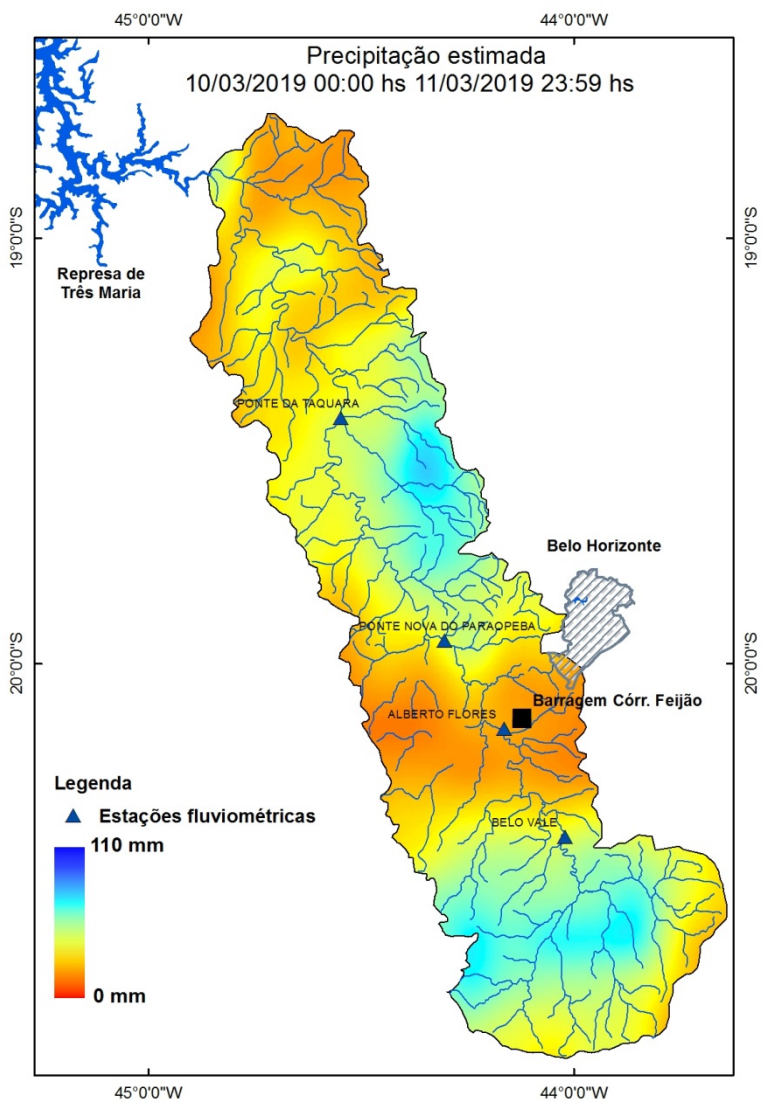 45°0'0"W 44°0'0"W
Precipitação estimada
10/03/2019 00:00 hs 11/03/2019 23:59 hs
19°0'0"S 19°0'0"S
Represa de
Três Maria
PONTE DA TAQUARA
Belo Horizonte
PONTE NOVA DO PARAOPEBA
20°0'0"S 20°0'0"S
Barragem Córr. Feijão
ALBERTO FLORES
Legenda
Estações fluviométricas
BELO VALE
110 mm
0 mm
45°0'0"W 44°0'0"W